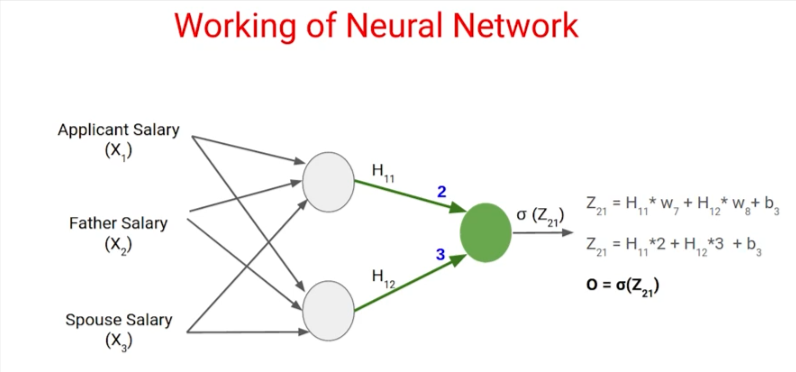 Working of Neural Network
Applicant Salary
(X₁)
Father Salary
(X₂)
Spouse Salary
(X₃)
H₁₁
2
H₁₂
3
σ (Z₂₁)
Z₂₁ = H₁₁* w₇ + H₁₂* w₈+ b₃
Z₂₁ = H₁₁*2 + H₁₂*3 + b₃
O = σ(Z₂₁)